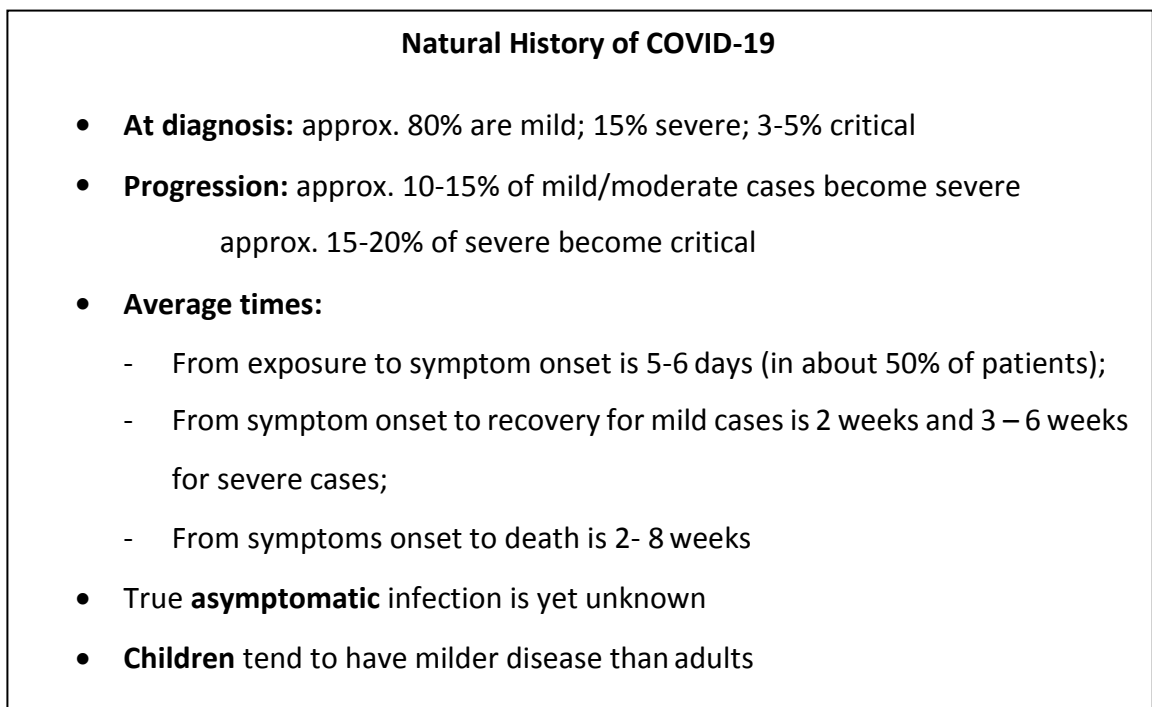 Natural History of COVID-19
• At diagnosis: approx. 80% are mild; 15% severe; 3-5% critical
• Progression: approx. 10-15% of mild/moderate cases become severe
approx. 15-20% of severe become critical
• Average times:
- From exposure to symptom onset is 5-6 days (in about 50% of patients);
- From symptom onset to recovery for mild cases is 2 weeks and 3 – 6 weeks
for severe cases;
- From symptoms onset to death is 2- 8 weeks
• True asymptomatic infection is yet unknown
• Children tend to have milder disease than adults